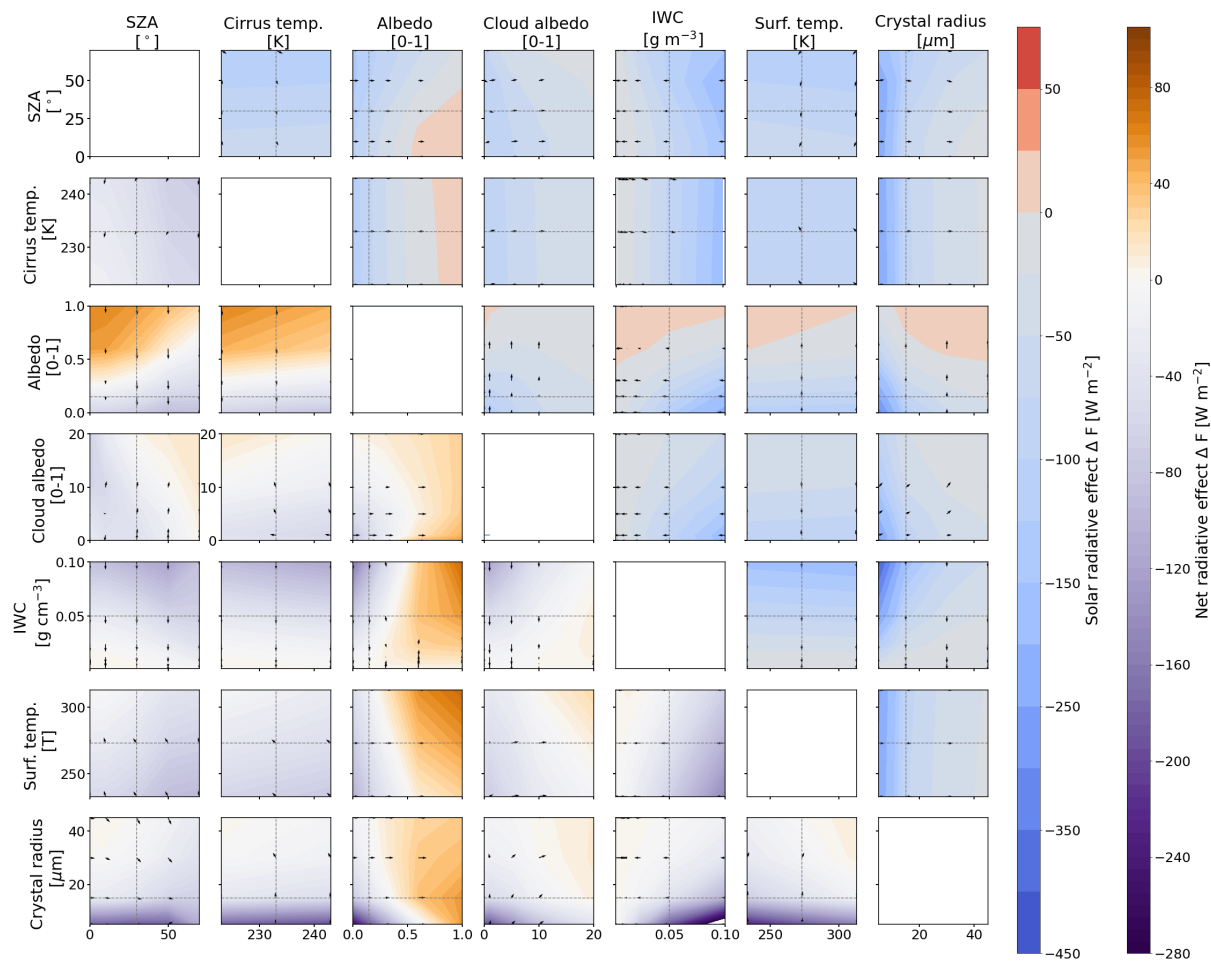 SZA
[°]
Cirrus temp.
[K]
Albedo
[0-1]
Cloud albedo
[0-1]
IWC
[g m⁻³]
Surf. temp.
[K]
Crystal radius
[μm]
SZA
[°]
50
25
0
Cirrus temp.
[K]
240
230
Albedo
[0-1]
1.0
0.5
0.0
Cloud albedo
[0-1]
20
10
0
20
10
0
IWC
[g cm⁻³]
0.10
0.05
Surf. temp.
[T]
300
250
Crystal radius
[μm]
40
20
0 50
230 240
0.0 0.5 1.0
0 20
0.05 0.10
250 300
20 40
50
0
−50
−100
−150
−250
−350
−450
Solar radiative effect Δ F [W m⁻²]
80
40
0
−40
−80
−120
−160
−200
−240
−280
Net radiative effect Δ F [W m⁻²]